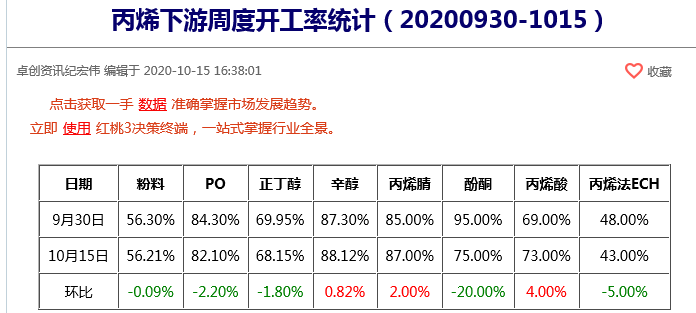 丙烯下游周度开工率统计（20200930-1015）
卓创资讯纪宏伟 编辑于 2020-10-15 16:38:01 收藏
点击获取一手 数据 准确掌握市场发展趋势。
立即 使用 红桃3决策终端，一站式掌握行业全景。
日期 粉料 PO 正丁醇 辛醇 丙烯腈 酚酮 丙烯酸 丙烯法ECH
9月30日 56.30% 84.30% 69.95% 87.30% 85.00% 95.00% 69.00% 48.00%
10月15日 56.21% 82.10% 68.15% 88.12% 87.00% 75.00% 73.00% 43.00%
环比 -0.09% -2.20% -1.80% 0.82% 2.00% -20.00% 4.00% -5.00%